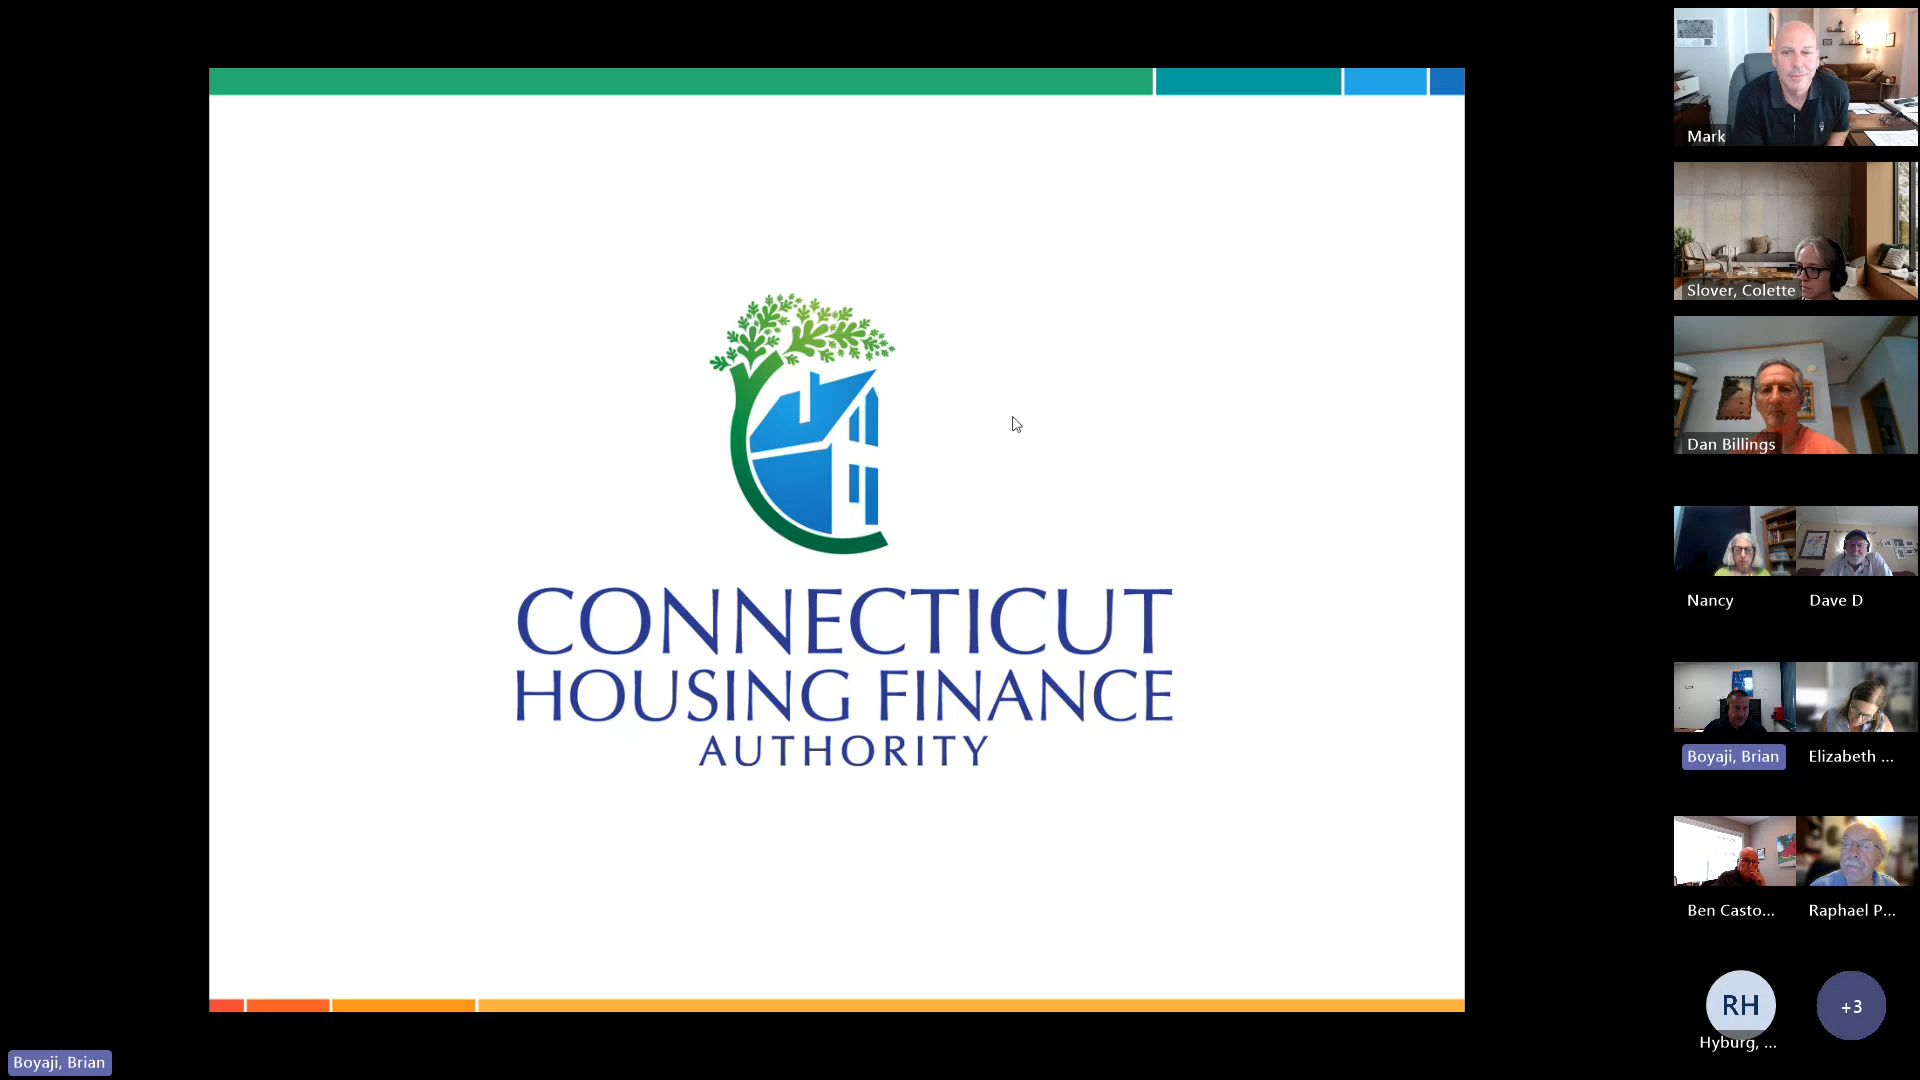 CONNECTICUT
HOUSING FINANCE
AUTHORITY
Mark
Slover, Colette
Dan Billings
Nancy
Dave D
Boyaji, Brian
Elizabeth ...
Ben Casto...
Raphael P...
RH
+3
Hyburg, ...
Boyaji, Brian